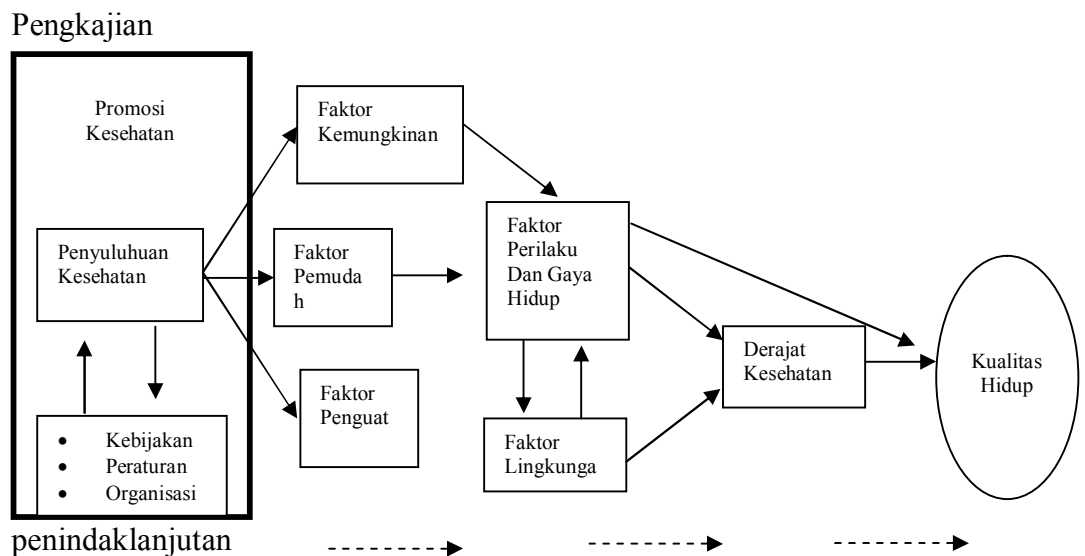 Pengkajian
Promosi
Kesehatan
Penyuluhuan
Kesehatan
• Kebijakan
• Peraturan
• Organisasi
Faktor
Kemungkinan
Faktor
Pemuda
h
Faktor
Penguat
Faktor
Perilaku
Dan Gaya
Hidup
Faktor
Lingkunga
Derajat
Kesehatan
Kualitas
Hidup
penindaklanjutan